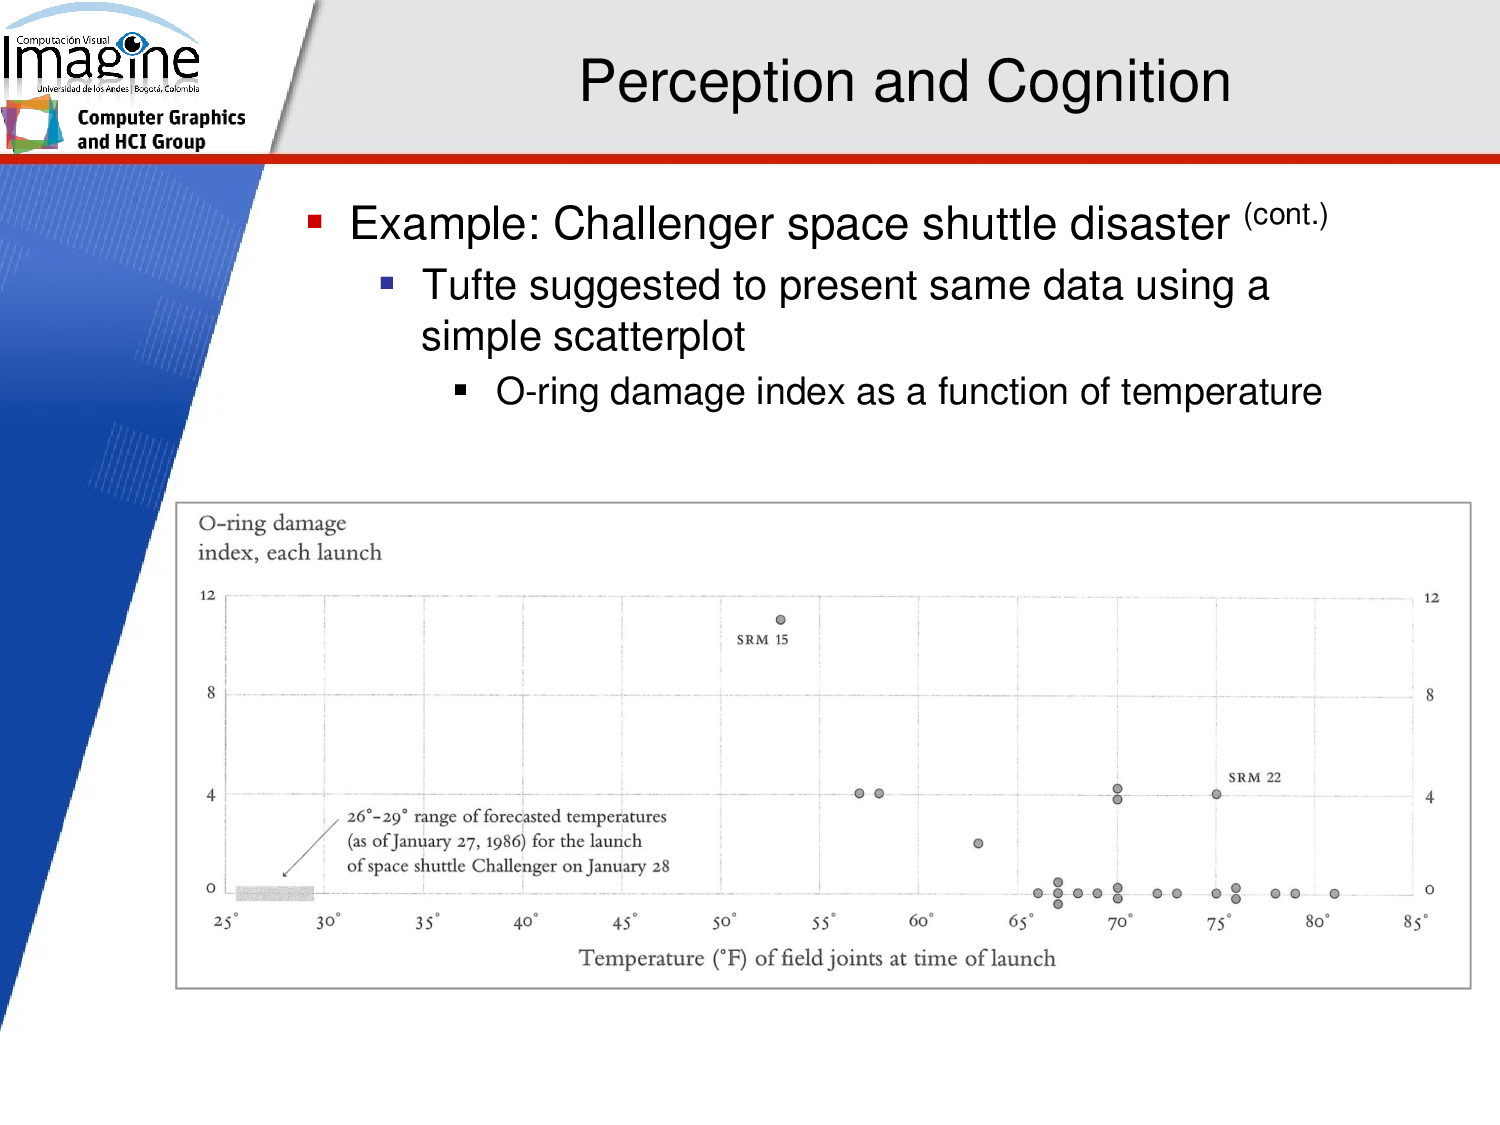 Computación Visual
Imagine
Universidad de los Andes | Bogotá, Colombia
Computer Graphics
and HCI Group
Perception and Cognition
Example: Challenger space shuttle disaster (cont.)
Tufte suggested to present same data using a
simple scatterplot
O-ring damage index as a function of temperature
O-ring damage
index, each launch
12
12
SRM 15
8
8
SRM 22
4
4
26°-29° range of forecasted temperatures
(as of January 27, 1986) for the launch
of space shuttle Challenger on January 28
0
0
25° 30° 35° 40° 45° 50° 55° 60° 65° 70° 75° 80° 85°
Temperature (°F) of field joints at time of launch